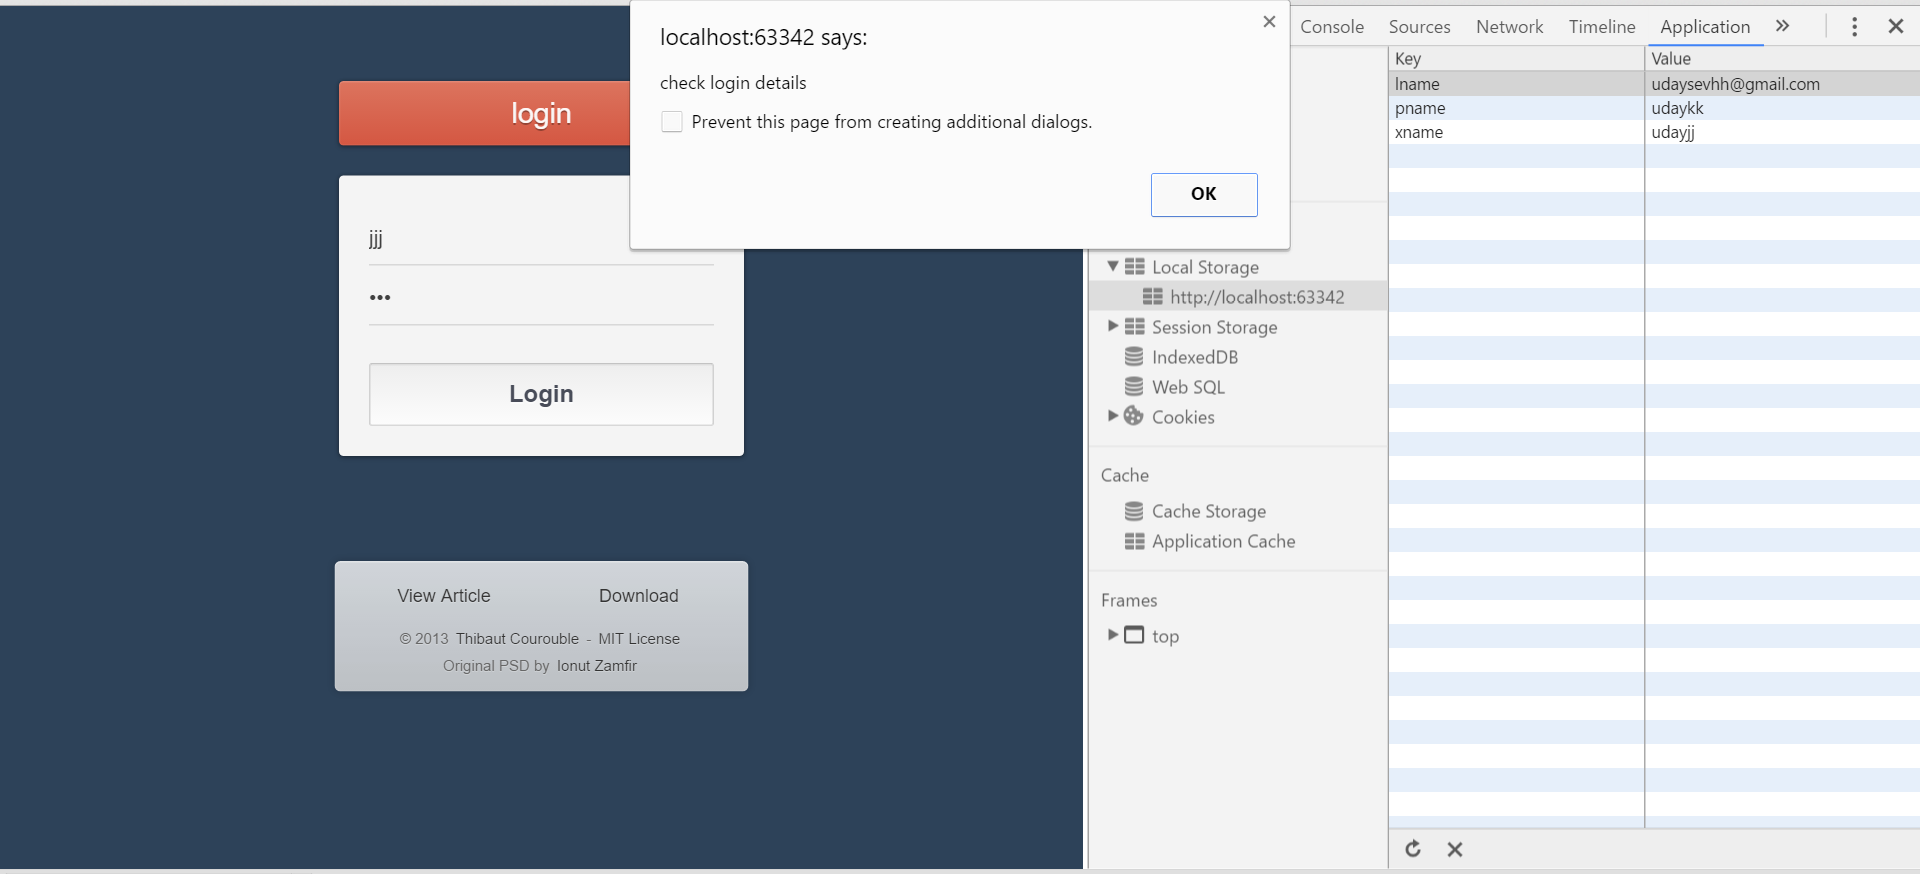 login
jjj
•••
Login
View Article Download
© 2013 Thibaut Courouble - MIT License
Original PSD by Ionut Zamfir
localhost:63342 says:
check login details
Prevent this page from creating additional dialogs.
OK
Console Sources Network Timeline Application
Local Storage
http://localhost:63342
Session Storage
IndexedDB
Web SQL
Cookies
Cache
Cache Storage
Application Cache
Frames
top
Key Value
lname udaysevhh@gmail.com
pname udaykk
xname udayjj